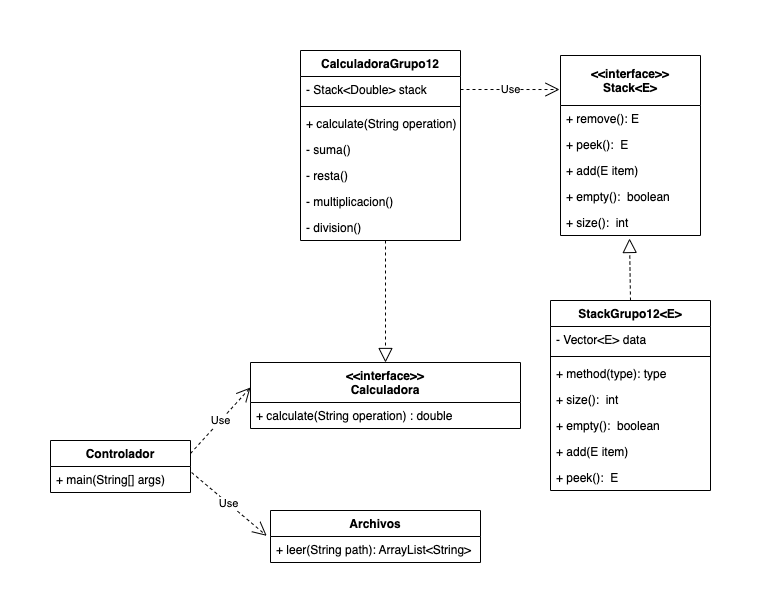 CalculadoraGrupo12
- Stack<Double> stack
+ calculate(String operation)
- suma()
- resta()
- multiplicacion()
- division()
Use
<<interface>>
Stack<E>
+ remove(): E
+ peek():  E
+ add(E item)
+ empty():  boolean
+ size():  int
StackGrupo12<E>
- Vector<E> data
+ method(type): type
+ size():  int
+ empty():  boolean
+ add(E item)
+ peek():  E
<<interface>>
Calculadora
+ calculate(String operation) : double
Use
Controlador
+ main(String[] args)
Use
Archivos
+ leer(String path): ArrayList<String>